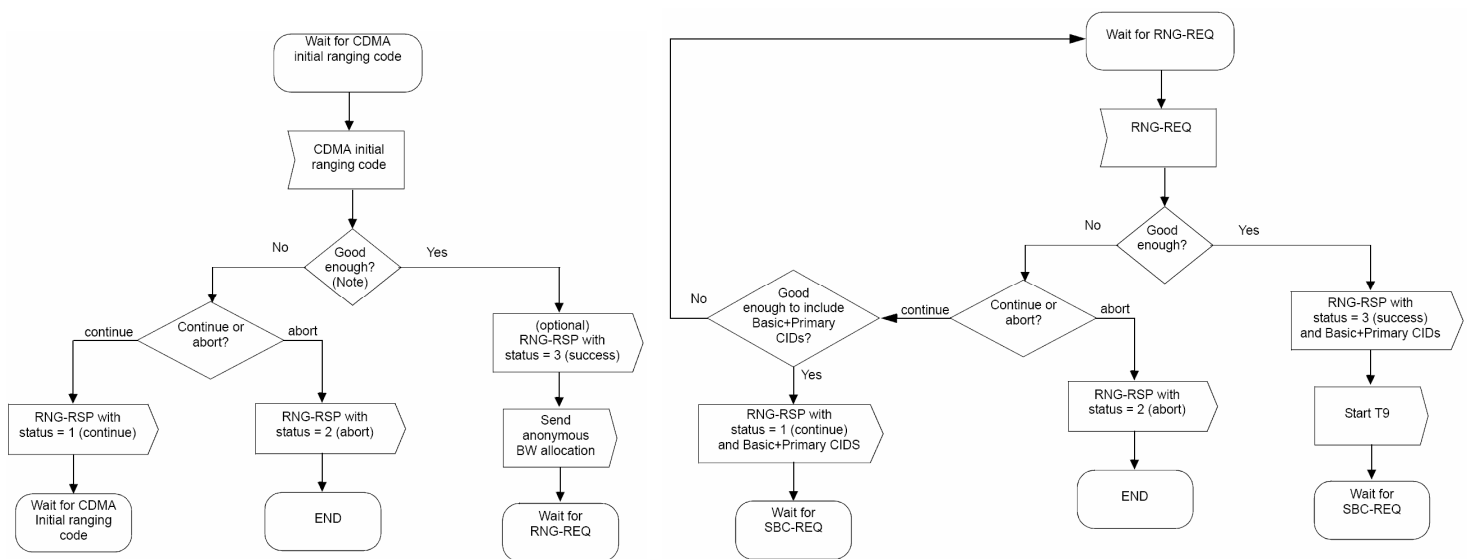 Wait for CDMA
initial ranging code
CDMA initial
ranging code
No
Good
enough?
(Note)
Yes
continue
Continue or
abort?
abort
(optional)
RNG-RSP with
status = 3 (success)
RNG-RSP with
status = 1 (continue)
RNG-RSP with
status = 2 (abort)
Send
anonymous
BW allocation
Wait for CDMA
Initial ranging
code
END
Wait for
RNG-REQ
Wait for RNG-REQ
RNG-REQ
No
Good
enough?
Yes
No
Good
enough to include
Basic+Primary
CIDs?
continue
Continue or
abort?
abort
RNG-RSP with
status = 3 (success)
and Basic+Primary CIDs
Yes
RNG-RSP with
status = 1 (continue)
and Basic+Primary CIDS
RNG-RSP with
status = 2 (abort)
Start T9
Wait for
SBC-REQ
END
Wait for
SBC-REQ